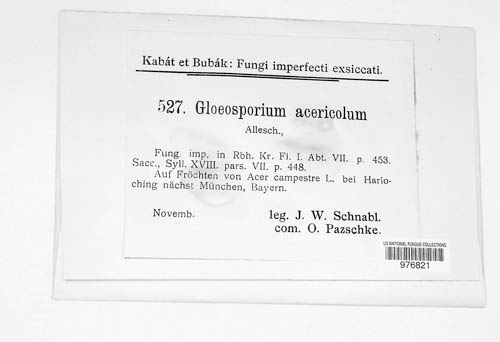 Kabát et Bubák: Fungi imperfecti exsiccati.
527. Gloeosporium acericolum
Allesch.,
Fung. imp. in Rbh. Kr. Fl. I. Abt. VII. p. 453.
Sacc., Syll. XVIII. pars. VII. p. 448.
Auf Fröchten von Acer campestre L. bei Harlo-
ching nächst München, Bayern.
Novemb.
leg. J. W. Schnabl.
com. O. Pazschke.
US NATIONAL FUNGUS COLLECTIONS
976821